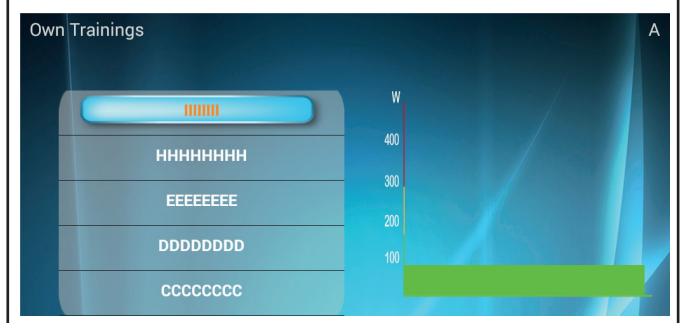 Own Trainings
A
IIIIIIII
HHHHHHHH
EEEEEEEE
DDDDDDDD
CCCCCCCC
W
400
300
200
100